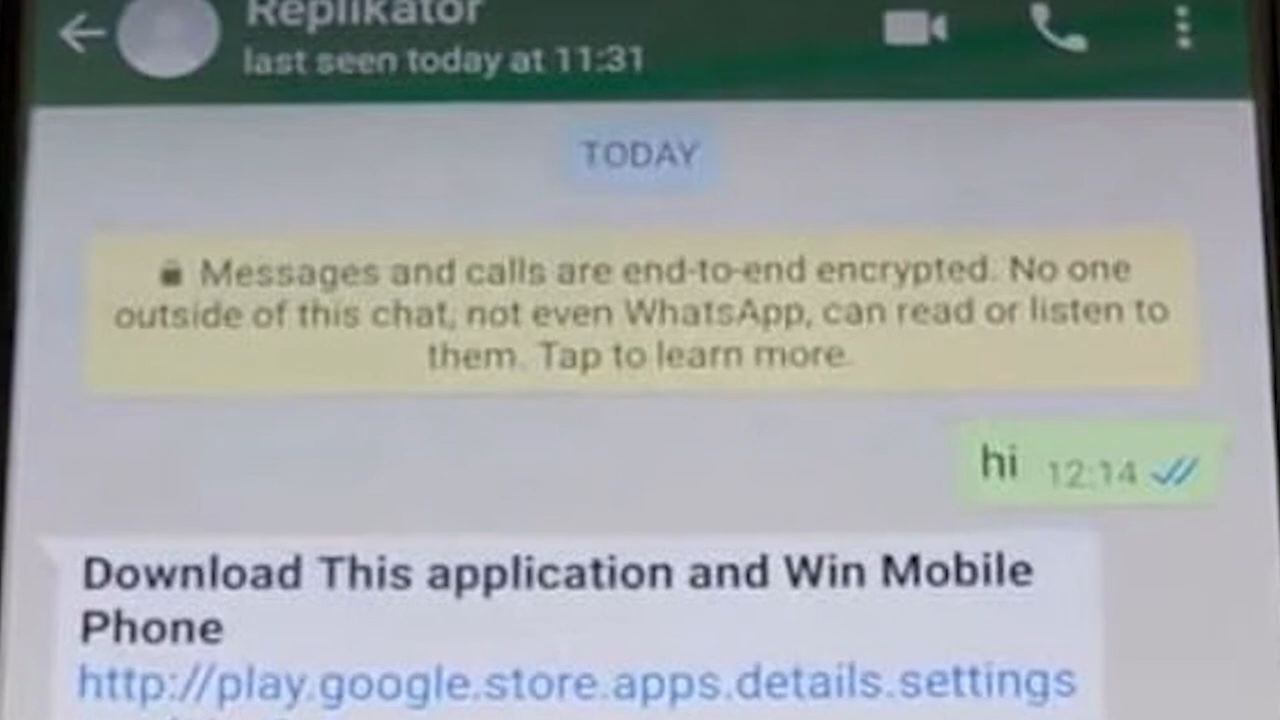 Replikator
last seen today at 11:31
TODAY
Messages and calls are end-to-end encrypted. No one
outside of this chat, not even WhatsApp, can read or listen to
them. Tap to learn more.
hi 12:14
Download This application and Win Mobile
Phone
http://play.google.store.apps.details.settings